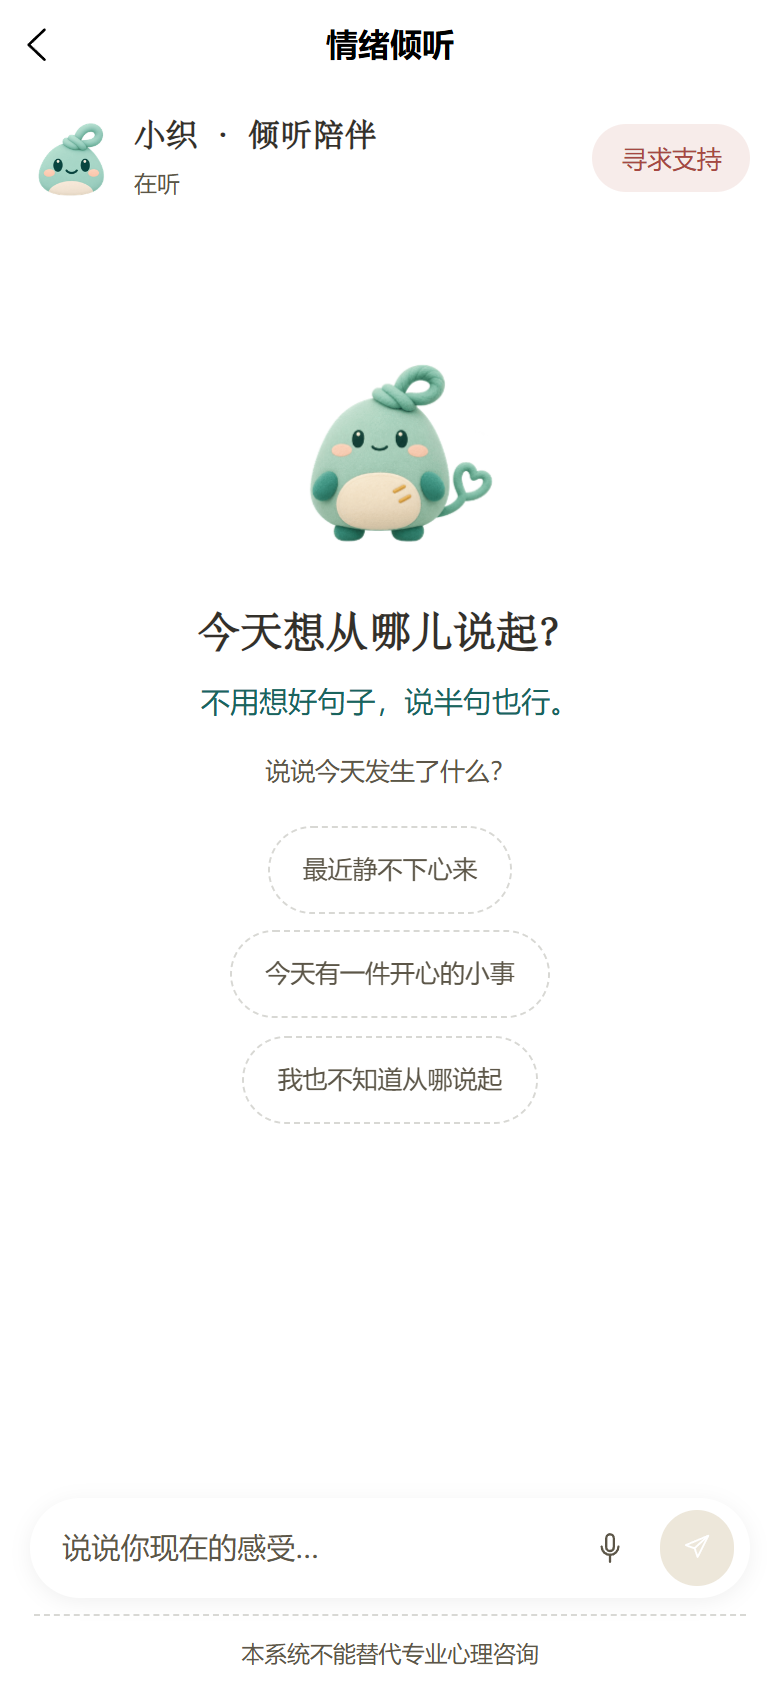 情绪倾听
小织 · 倾听陪伴
在听
寻求支持
今天想从哪儿说起?
不用想好句子，说半句也行。
说说今天发生了什么？
最近静不下心来
今天有一件开心的小事
我也不知道从哪说起
说说你现在的感受...
本系统不能替代专业心理咨询